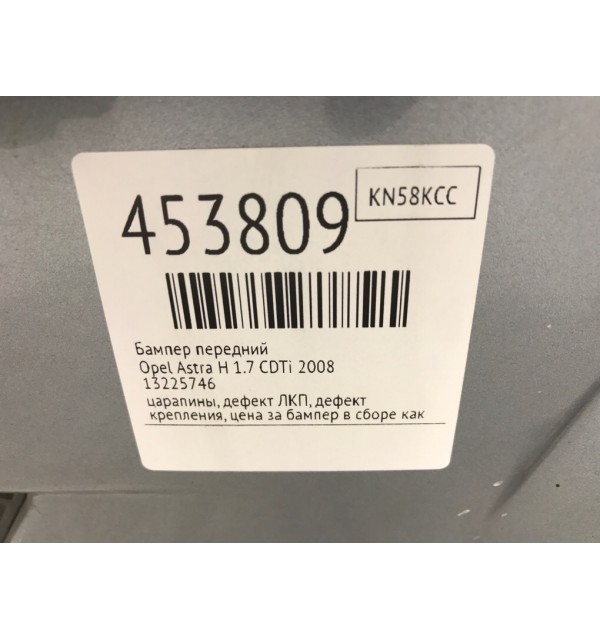 453809
KN58KCC
Бампер передний
Opel Astra H 1.7 CDTi 2008
13225746
царапины, дефект ЛКП, дефект
крепления, цена за бампер в сборе как